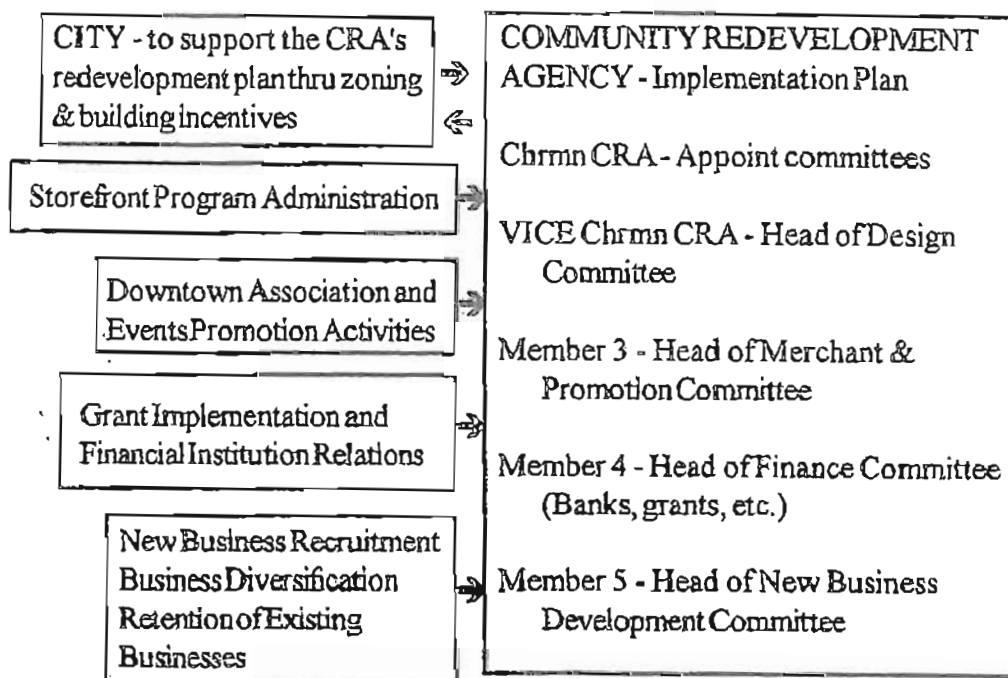 CITY - to support the CRA's
redevelopment plan thru zoning
& building incentives
Storefront Program Administration
Downtown Association and
Events Promotion Activities
Grant Implementation and
Financial Institution Relations
New Business Recruitment
Business Diversification
Retention of Existing
Businesses
COMMUNITY REDEVELOPMENT
AGENCY - Implementation Plan
Chrmn CRA - Appoint committees
VICE Chrmn CRA - Head of Design
Committee
Member 3 - Head of Merchant &
Promotion Committee
Member 4 - Head of Finance Committee
(Banks, grants, etc.)
Member 5 - Head of New Business
Development Committee